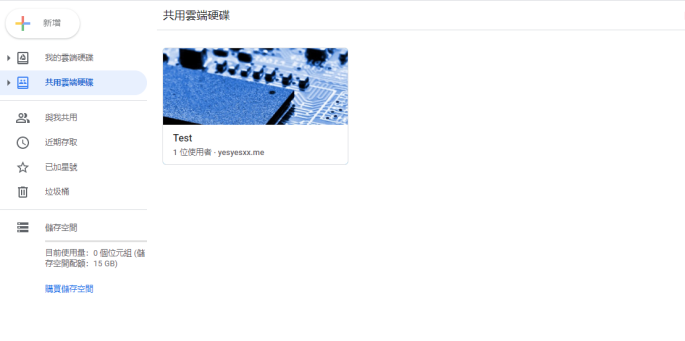 新增
共用雲端硬碟
我的雲端硬碟
共用雲端硬碟
與我共用
近期存取
已加星號
垃圾桶
儲存空間
目前使用量：0 個位元組 (儲
存空間配額：15 GB)
購買儲存空間
Test
1 位使用者 · yesyesxx.me